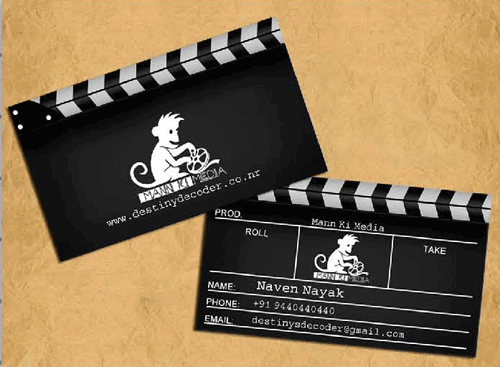 MANN KI MEDIA
www.destinydecoder.co.nr
PROD. Mann Ki Media
ROLL
TAKE
MANN KI MEDIA
NAME: Naven Nayak
PHONE: +91 9440440440
EMAIL: destinysdecoder@gmail.com